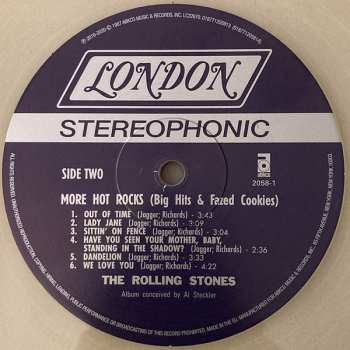 LONDON
STEREOPHONIC
SIDE TWO
abkco
2058-1
MORE HOT ROCKS (Big Hits & Fazed Cookies)
1. OUT OF TIME (Jagger; Richards) - 3:43
2. LADY JANE (Jagger; Richards) - 3:09
3. SITTIN' ON FENCE (Jagger; Richards) - 3:03
4. HAVE YOU SEEN YOUR MOTHER, BABY,
STANDING IN THE SHADOW? (Jagger; Richards) - 2:36
5. DANDELION (Jagger; Richards) - 3:33
6. WE LOVE YOU (Jagger; Richards) - 4:22
THE ROLLING STONES
Album conceived by Al Steckler